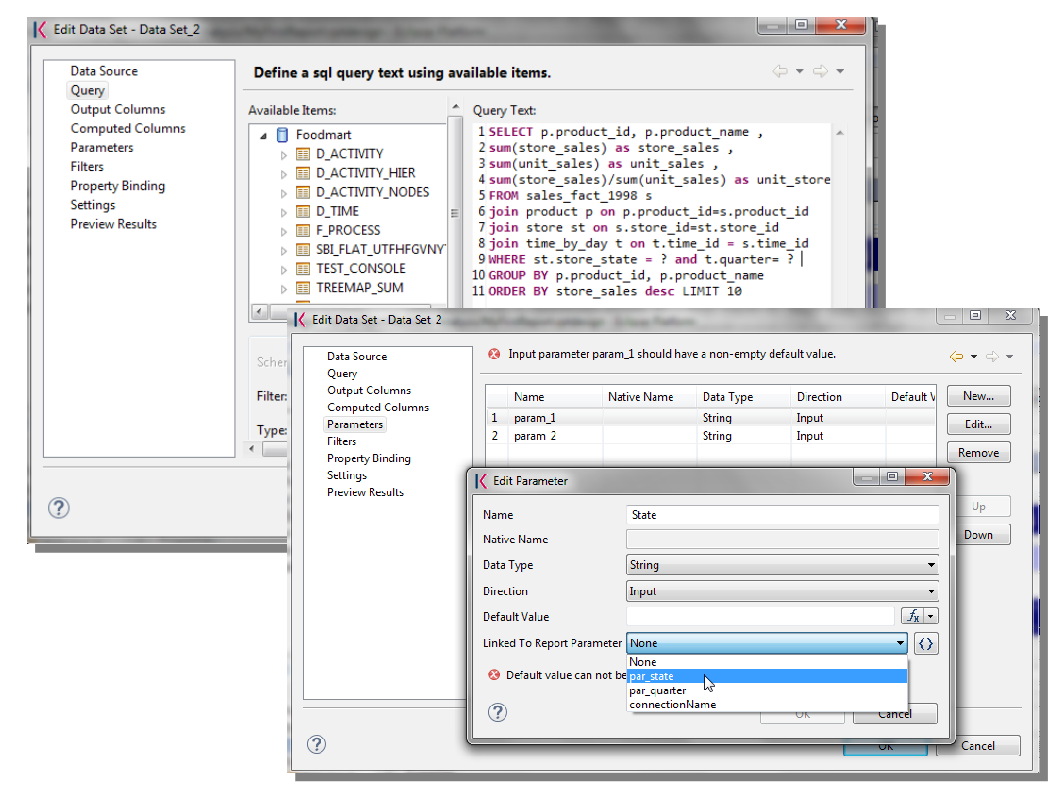 Edit Data Set - Data Set_2
Data Source
Query
Output Columns
Computed Columns
Parameters
Filters
Property Binding
Settings
Preview Results
Define a sql query text using available items.
Available Items:
Foodmart
D_ACTIVITY
D_ACTIVITY_HIER
D_ACTIVITY_NODES
D_TIME
F_PROCESS
SBI_FLAT_UTFHFGVNY
TEST_CONSOLE
TREEMAP_SUM
Schem
Filter:
Type:
Query Text:
1 SELECT p.product_id, p.product_name ,
2 sum(store_sales) as store_sales ,
3 sum(unit_sales) as unit_sales ,
4 sum(store_sales)/sum(unit_sales) as unit_store
5 FROM sales_fact_1998 s
6 join product p on p.product_id=s.product_id
7 join store st on s.store_id=st.store_id
8 join time_by_day t on t.time_id = s.time_id
9 WHERE st.store_state = ? and t.quarter= ?
10 GROUP BY p.product_id, p.product_name
11 ORDER BY store_sales desc LIMIT 10
Edit Data Set - Data Set 2
Data Source
Query
Output Columns
Computed Columns
Parameters
Filters
Property Binding
Settings
Preview Results
Input parameter param_1 should have a non-empty default value.
Name Native Name Data Type Direction Default V
1 param_1 String Input
2 param 2 String Input
New...
Edit...
Remove
Up
Down
Edit Parameter
Name State
Native Name
Data Type String
Direction Input
Default Value fx
Linked To Report Parameter None
None
par_state
par_quarter
connectionName
Default value can not be
OK Cancel
OK Cancel